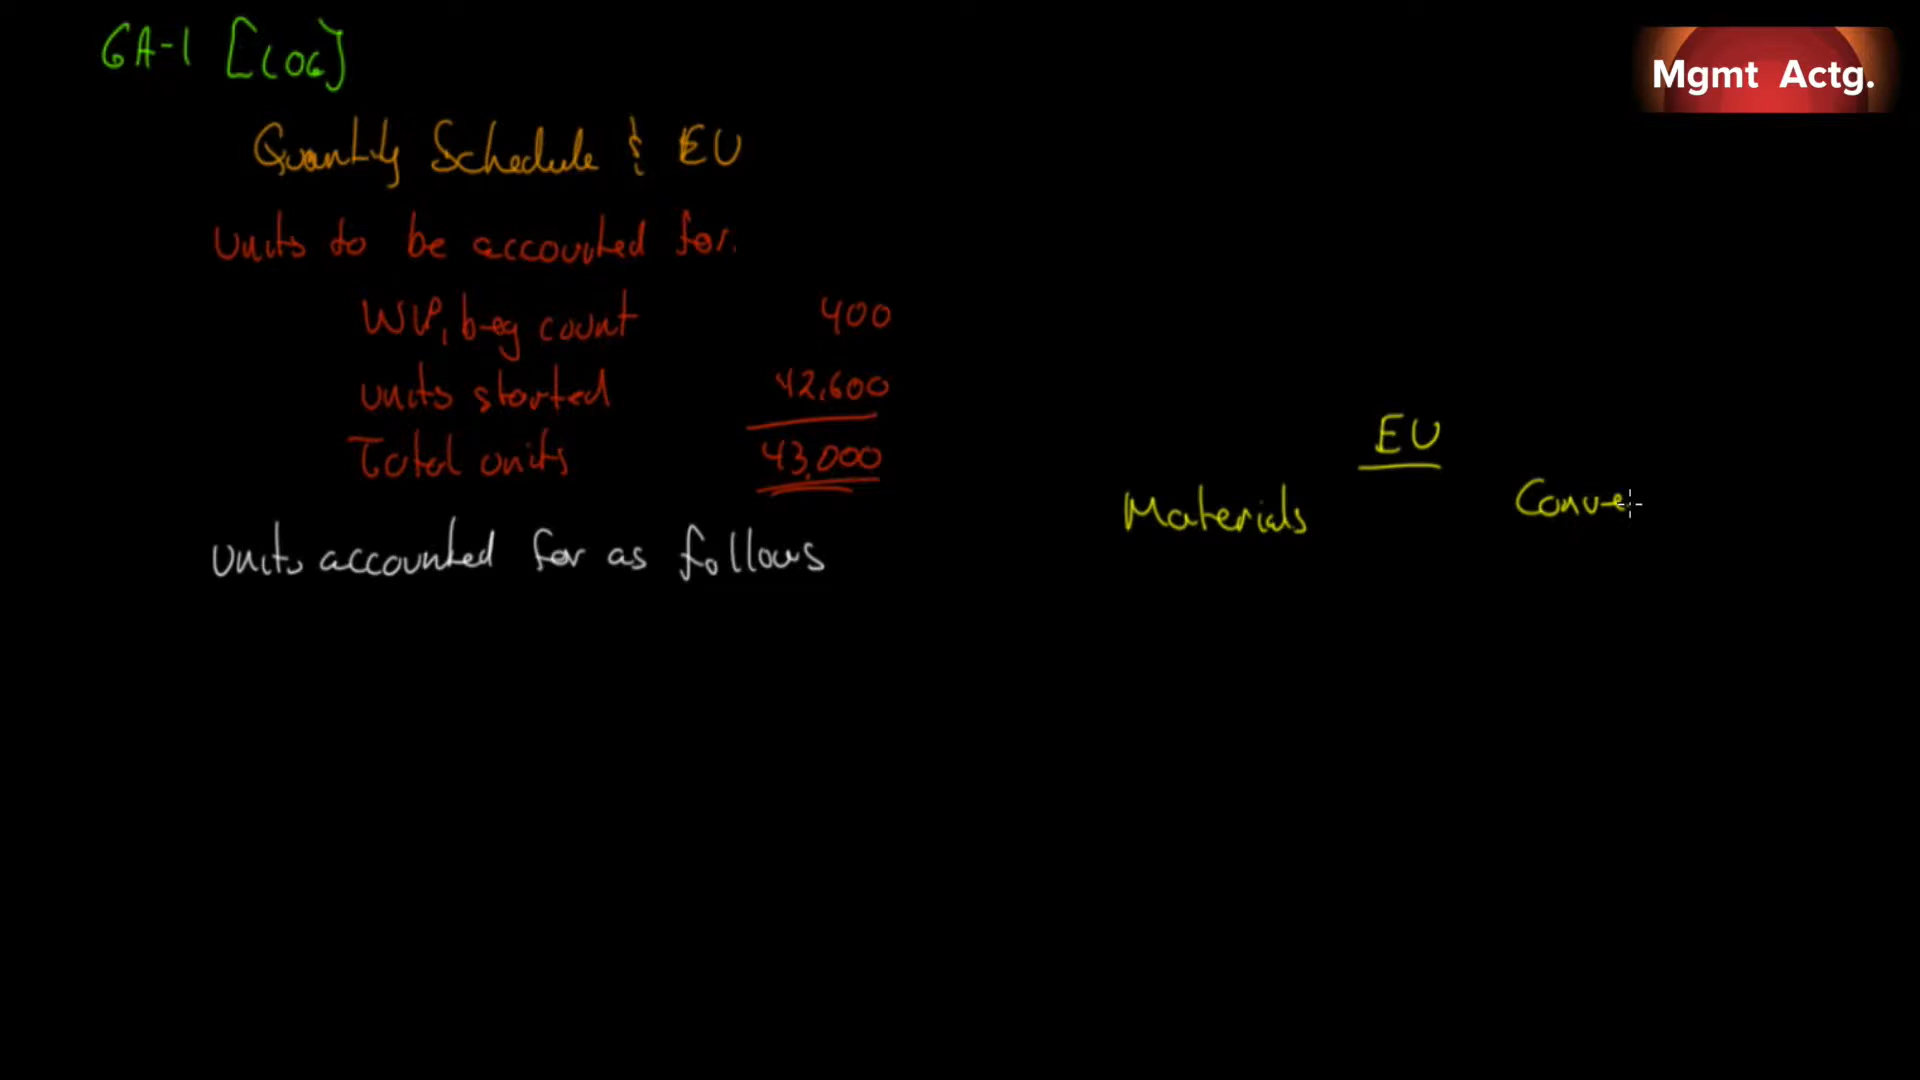 6A-1 [LO6]
Mgmt Actg.
Quantity Schedule & EU
Units to be accounted for:
WIP, beg count 400
units started 42,600
Total units 43,000
EU
Materials Conve
Units accounted for as follows